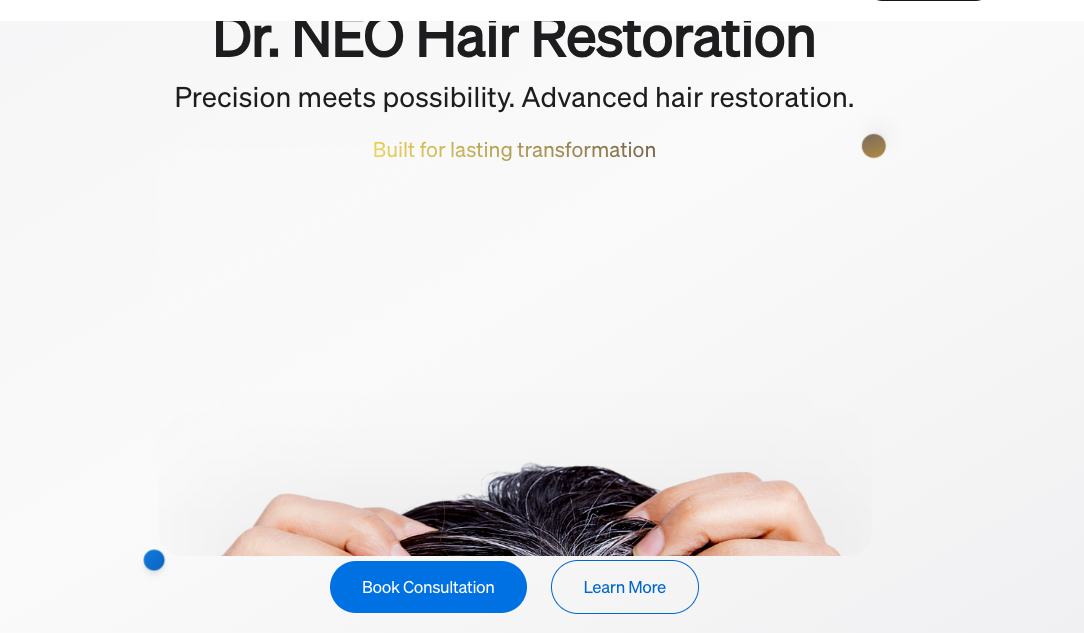 Dr. NEO Hair Restoration
Precision meets possibility. Advanced hair restoration.
Built for lasting transformation
Book Consultation
Learn More